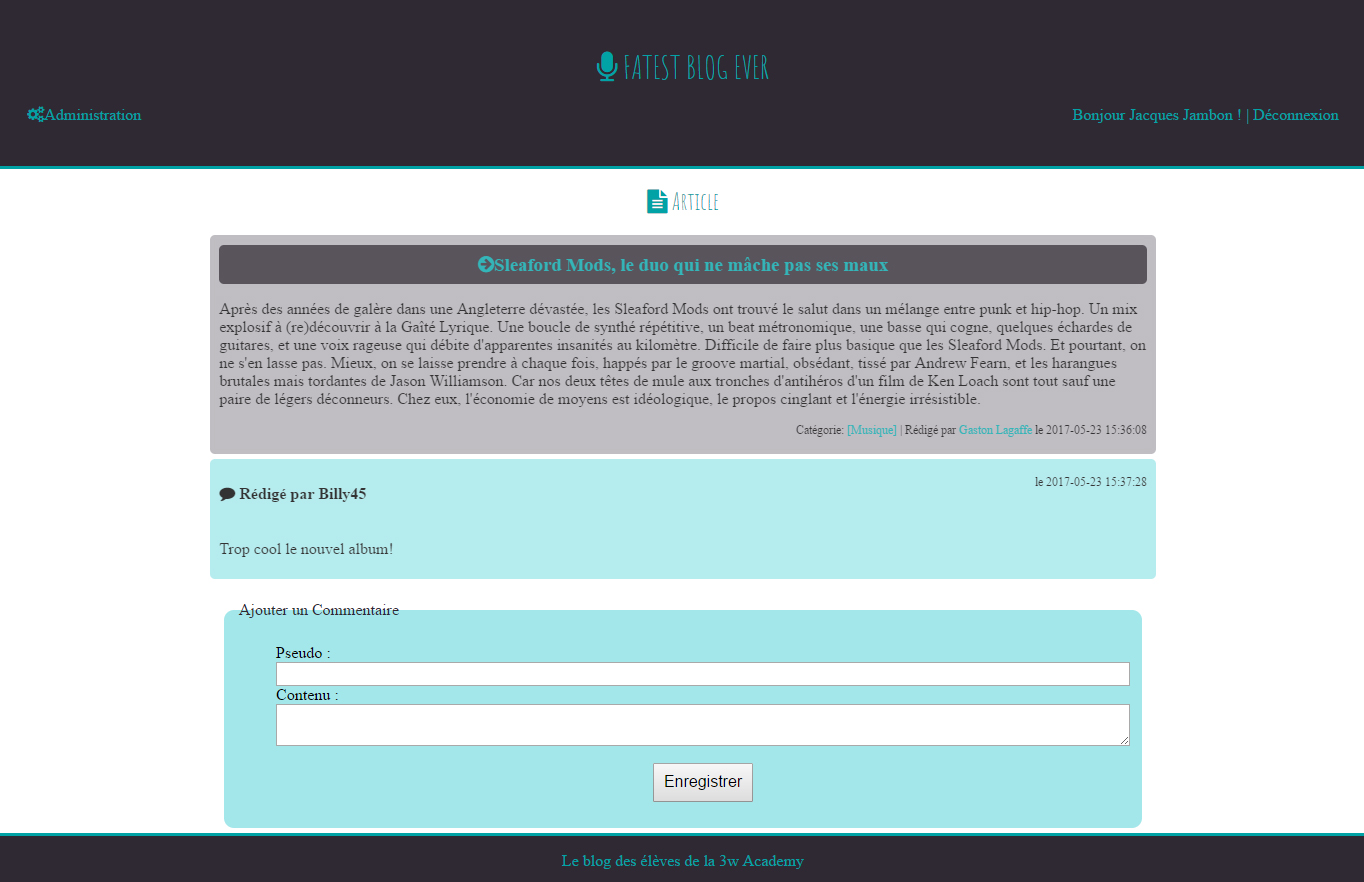 FATEST BLOG EVER
Administration
Bonjour Jacques Jambon ! | Déconnexion
Article
Sleaford Mods, le duo qui ne mâche pas ses maux
Après des années de galère dans une Angleterre dévastée, les Sleaford Mods ont trouvé le salut dans un mélange entre punk et hip-hop. Un mix
explosif à (re)découvrir à la Gaîté Lyrique. Une boucle de synthé répétitive, un beat métronomique, une basse qui cogne, quelques échardes de
guitares, et une voix rageuse qui débite d'apparentes insanités au kilomètre. Difficile de faire plus basique que les Sleaford Mods. Et pourtant, on
ne s'en lasse pas. Mieux, on se laisse prendre à chaque fois, happés par le groove martial, obsédant, tissé par Andrew Fearn, et les harangues
brutales mais tordantes de Jason Williamson. Car nos deux têtes de mule aux tronches d'antihéros d'un film de Ken Loach sont tout sauf une
paire de légers déconneurs. Chez eux, l'économie de moyens est idéologique, le propos cinglant et l'énergie irrésistible.
Catégorie: [Musique] | Rédigé par Gaston Lagaffe le 2017-05-23 15:36:08
le 2017-05-23 15:37:28
Rédigé par Billy45
Trop cool le nouvel album!
Ajouter un Commentaire
Pseudo :
Contenu :
Enregistrer
Le blog des élèves de la 3w Academy